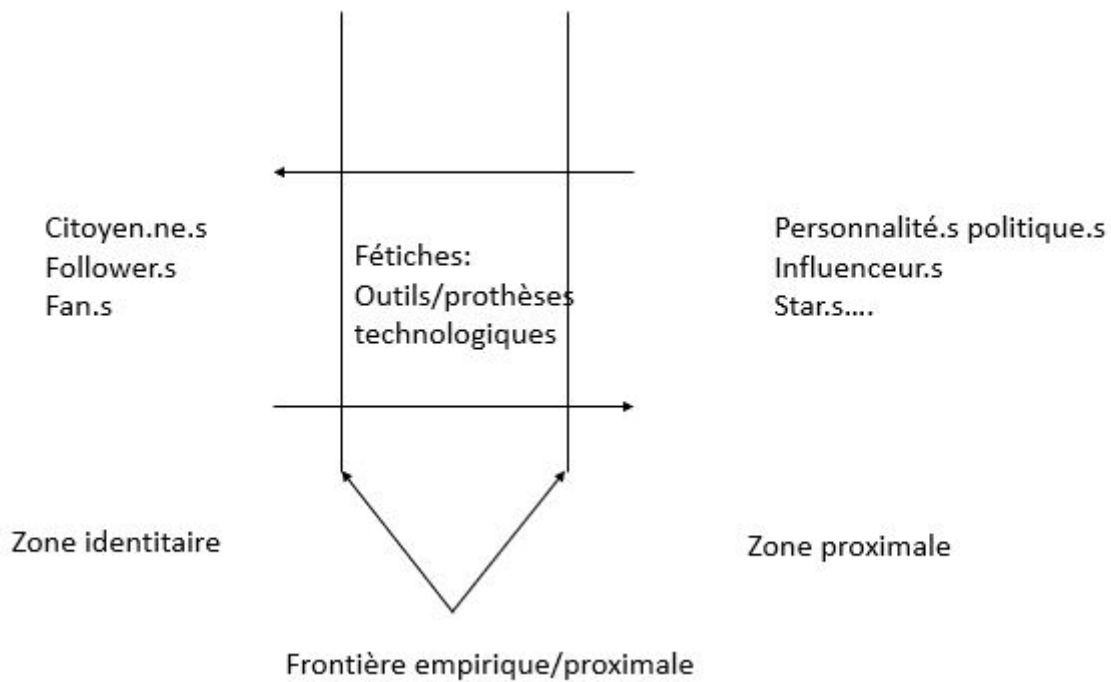 Citoyen.ne.s
Follower.s
Fan.s
Fétiches:
Outils/prothèses
technologiques
Personnalité.s politique.s
Influenceur.s
Star.s....
Zone identitaire
Zone proximale
Frontière empirique/proximale